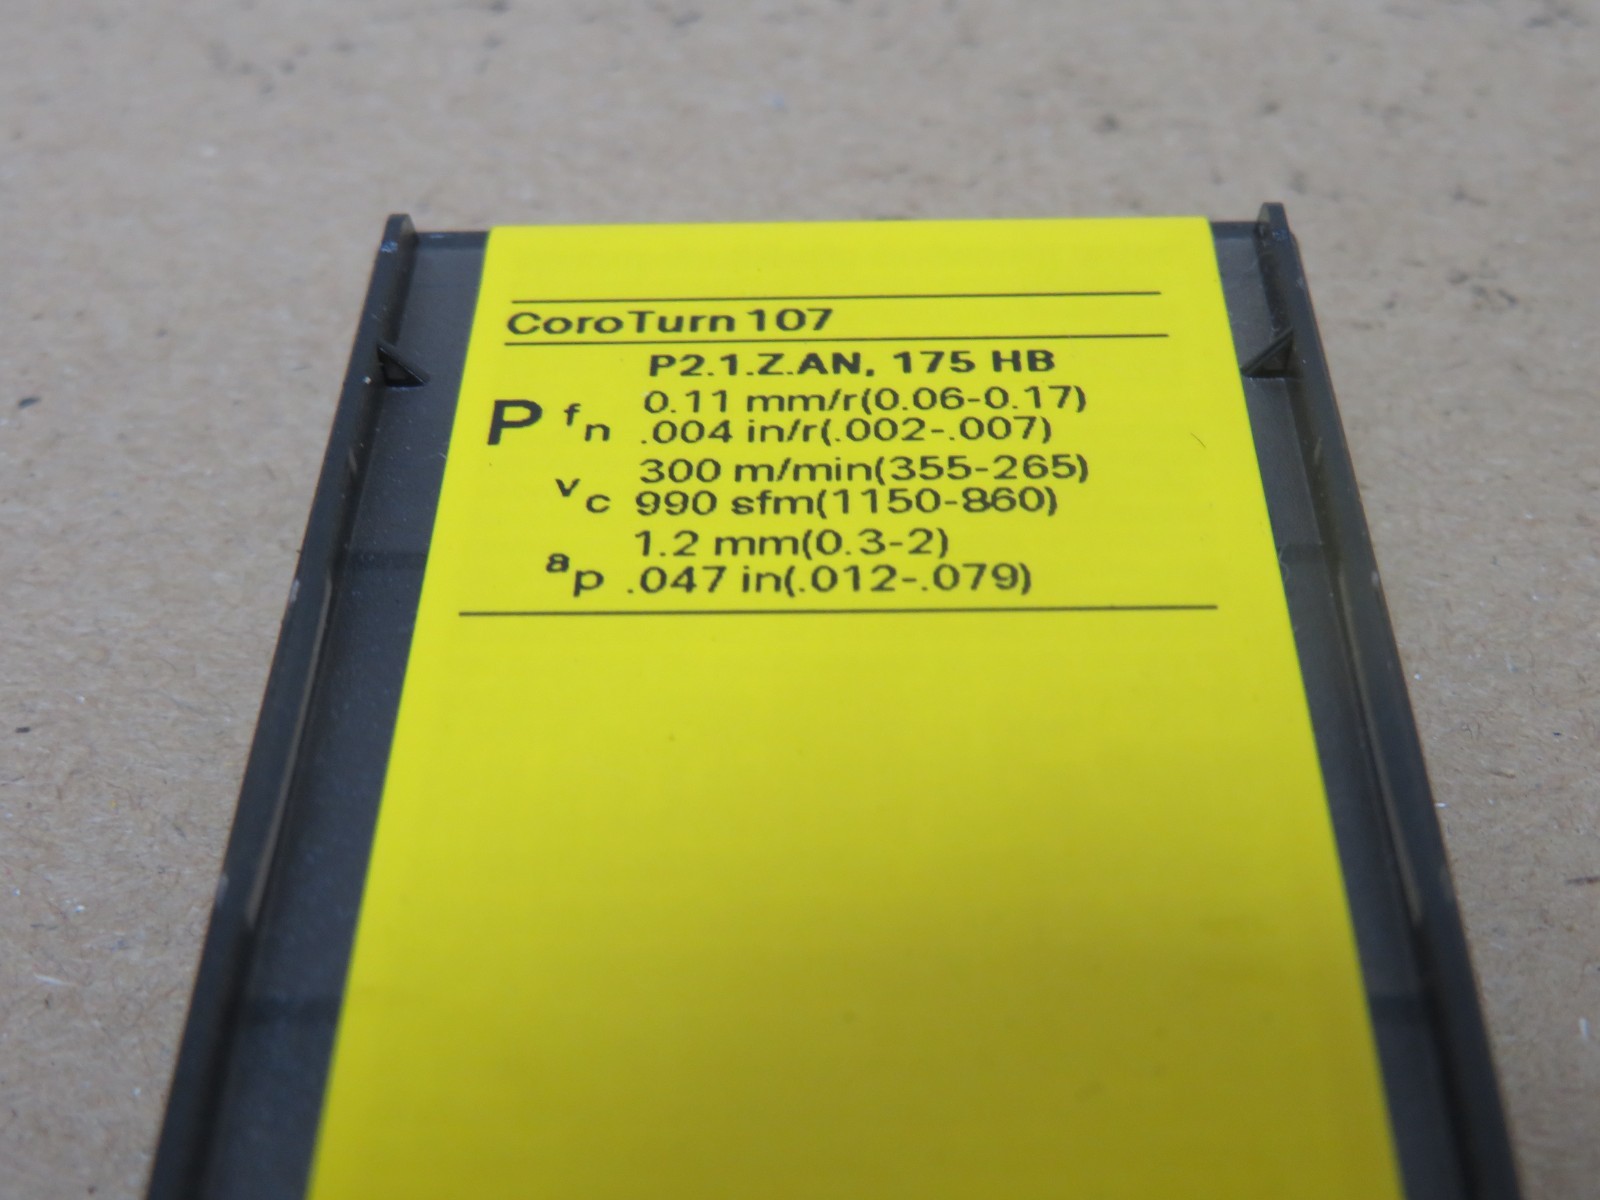 CoroTurn 107
P2.1.Z.AN, 175 HB
P fn 0.11 mm/r(0.06-0.17)
.004 in/r(.002-.007)
vc 300 m/min(355-265)
990 sfm(1150-860)
ap 1.2 mm(0.3-2)
.047 in(.012-.079)